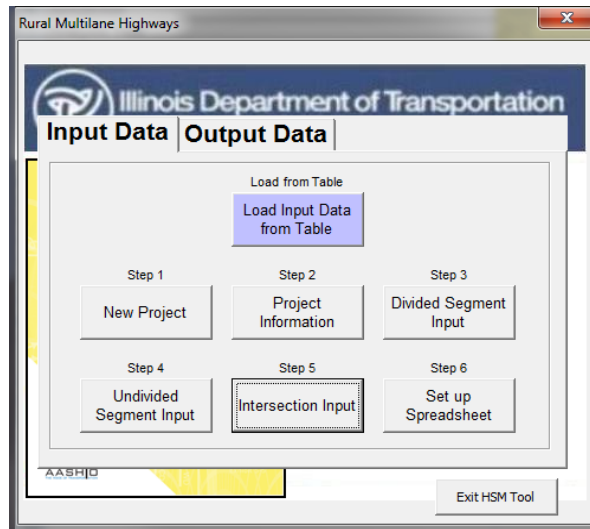 Rural Multilane Highways
x
Illinois Department of Transportation
Input Data Output Data
Load from Table
Load Input Data
from Table
Step 1 Step 2 Step 3
New Project
Project
Information
Divided Segment
Input
Step 4 Step 5 Step 6
Undivided
Segment Input
Intersection Input
Set up
Spreadsheet
AASHTO
Exit HSM Tool